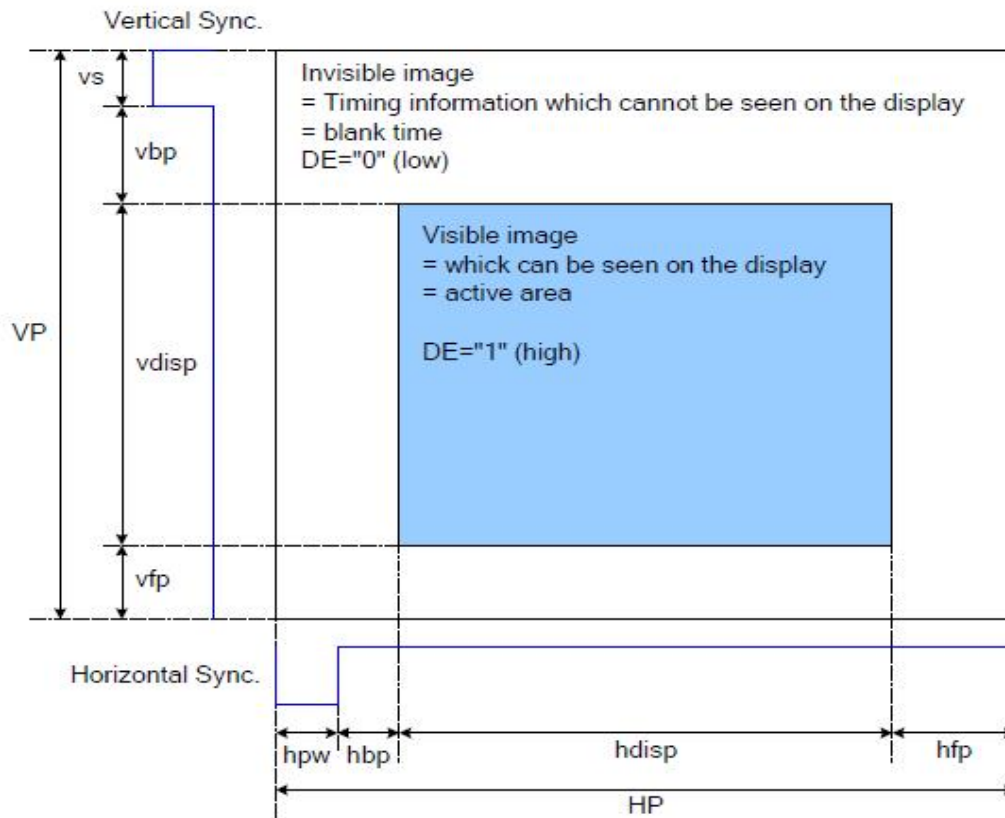 Vertical Sync.
vs
Invisible image
= Timing information which cannot be seen on the display
= blank time
DE="0" (low)
vbp
Visible image
= whick can be seen on the display
= active area
DE="1" (high)
VP
vdisp
vfp
Horizontal Sync.
hpw
hbp
hdisp
hfp
HP